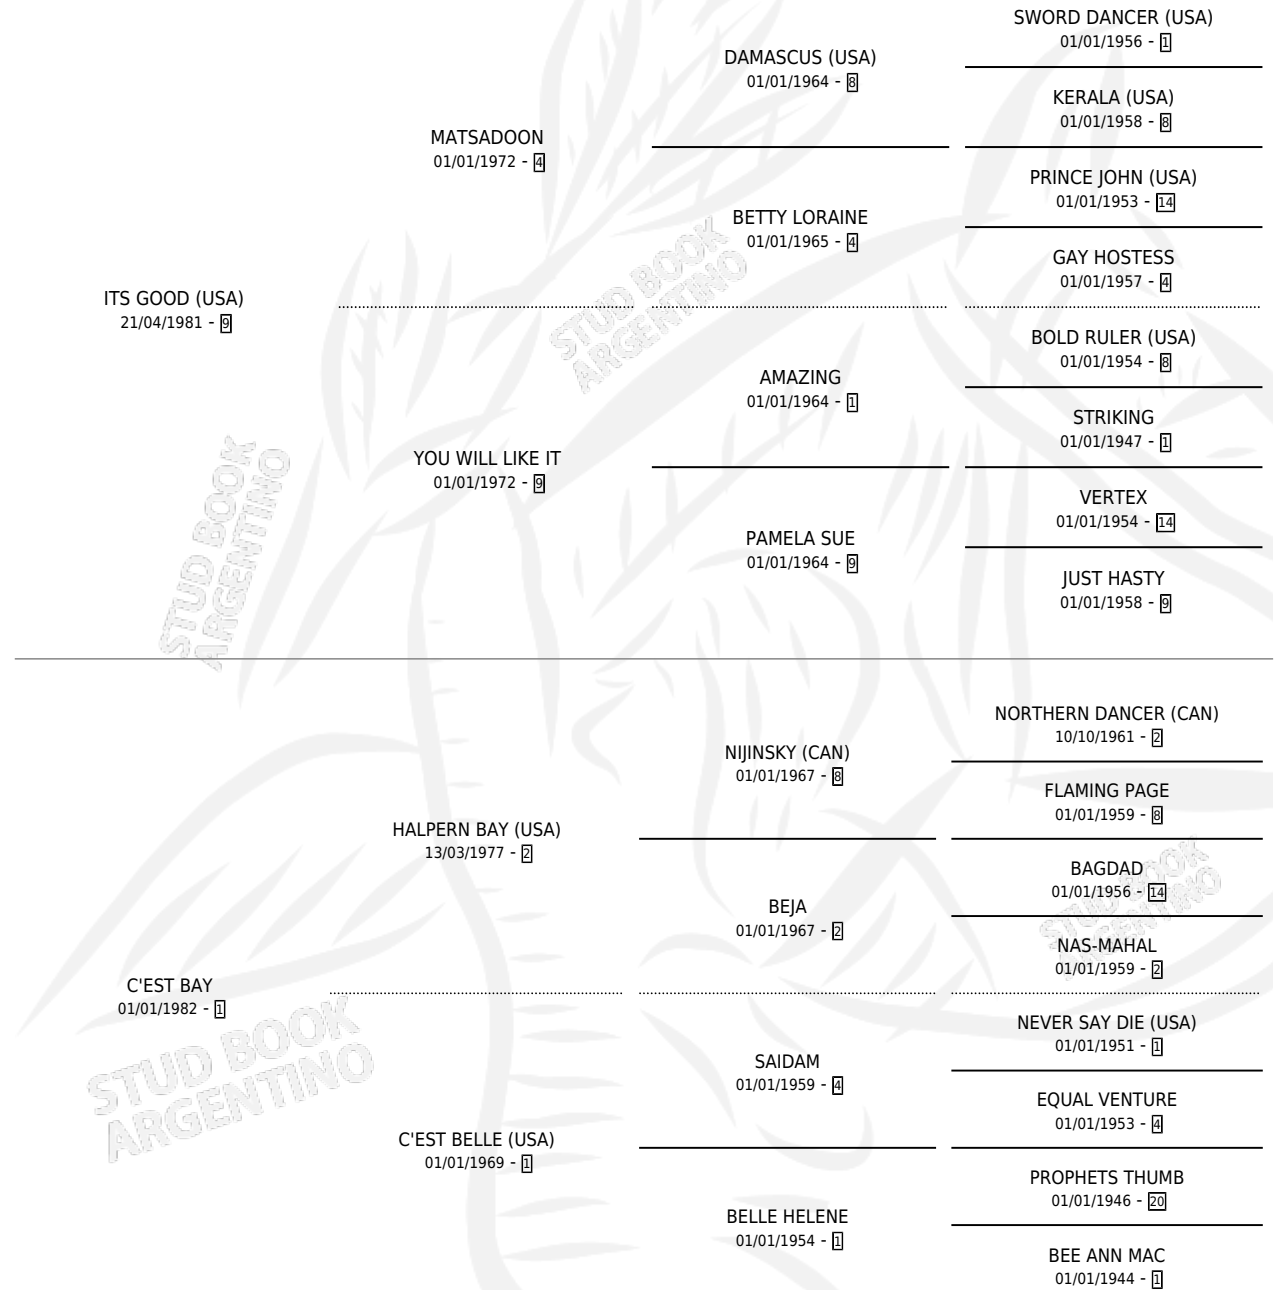 SWORD DANCER (USA)
01/01/1956 - 1
DAMASCUS (USA)
01/01/1964 - 8
KERALA (USA)
01/01/1958 - 8
MATSADOON
01/01/1972 - 4
PRINCE JOHN (USA)
01/01/1953 - 14
BETTY LORAINE
01/01/1965 - 4
GAY HOSTESS
01/01/1957 - 4
ITS GOOD (USA)
21/04/1981 - 9
BOLD RULER (USA)
01/01/1954 - 8
AMAZING
01/01/1964 - 1
STRIKING
01/01/1947 - 1
YOU WILL LIKE IT
01/01/1972 - 9
VERTEX
01/01/1954 - 14
PAMELA SUE
01/01/1964 - 9
JUST HASTY
01/01/1958 - 9
NORTHERN DANCER (CAN)
10/10/1961 - 2
NIJINSKY (CAN)
01/01/1967 - 8
FLAMING PAGE
01/01/1959 - 8
HALPERN BAY (USA)
13/03/1977 - 2
BAGDAD
01/01/1956 - 14
BEJA
01/01/1967 - 2
NAS-MAHAL
01/01/1959 - 2
C'EST BAY
01/01/1982 - 1
NEVER SAY DIE (USA)
01/01/1951 - 1
SAIDAM
01/01/1959 - 4
EQUAL VENTURE
01/01/1953 - 4
C'EST BELLE (USA)
01/01/1969 - 1
PROPHETS THUMB
01/01/1946 - 20
BELLE HELENE
01/01/1954 - 1
BEE ANN MAC
01/01/1944 - 1
STUD BOOK
ARGENTINO
STUD BOOK
ARGENTINO
STUD BOOK
ARGENTINO
STUD BOOK
ARGENTINO